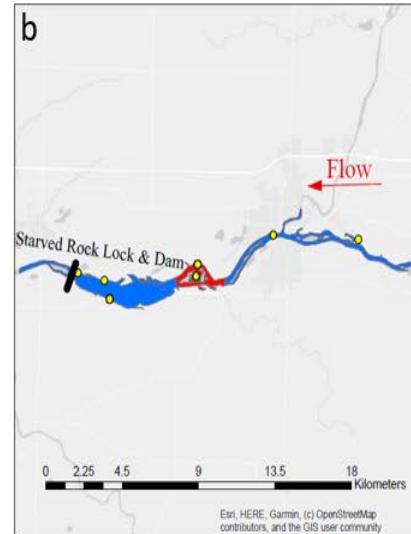 b
Flow
Starved Rock Lock & Dam
0 2.25 4.5 9 13.5 18
Kilometers
Esri, HERE, Garmin, (c) OpenStreetMap
contributors, and the GIS user community